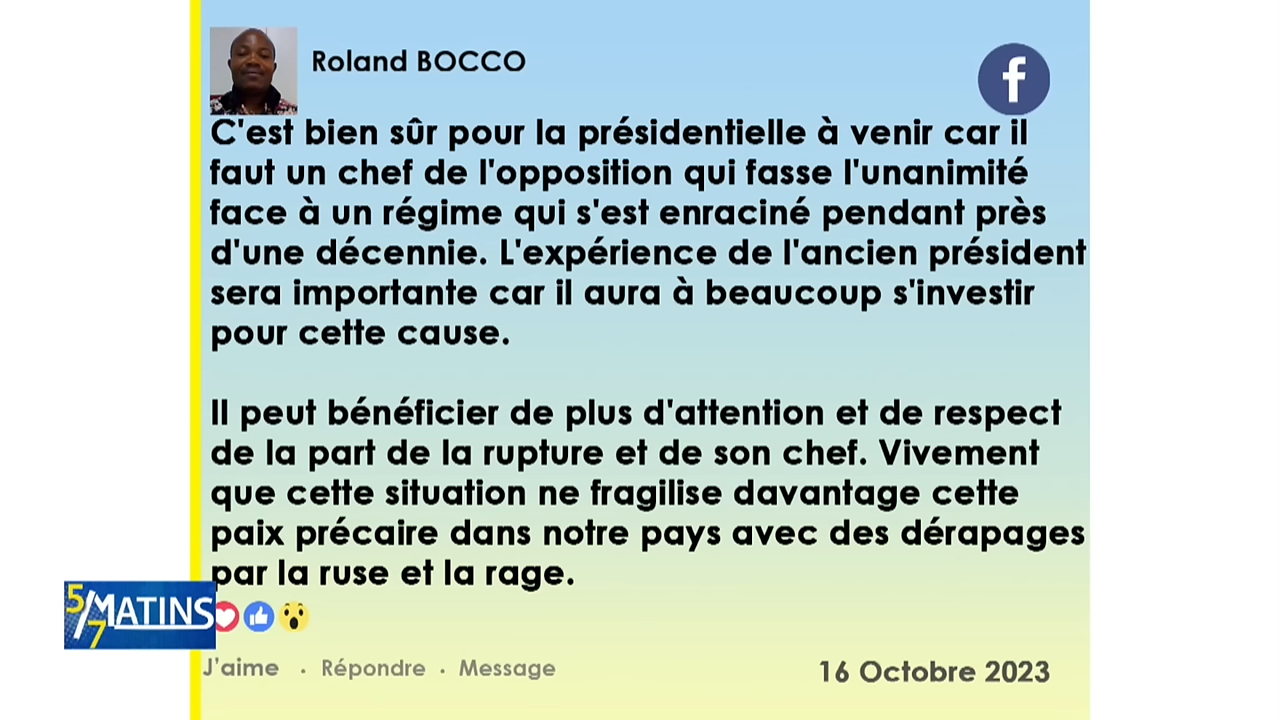 Roland BOCCO
f
C'est bien sûr pour la présidentielle à venir car il
faut un chef de l'opposition qui fasse l'unanimité
face à un régime qui s'est enraciné pendant près
d'une décennie. L'expérience de l'ancien président
sera importante car il aura à beaucoup s'investir
pour cette cause.
Il peut bénéficier de plus d'attention et de respect
de la part de la rupture et de son chef. Vivement
que cette situation ne fragilise davantage cette
paix précaire dans notre pays avec des dérapages
par la ruse et la rage.
5/7 MATINS
J'aime · Répondre · Message
16 Octobre 2023